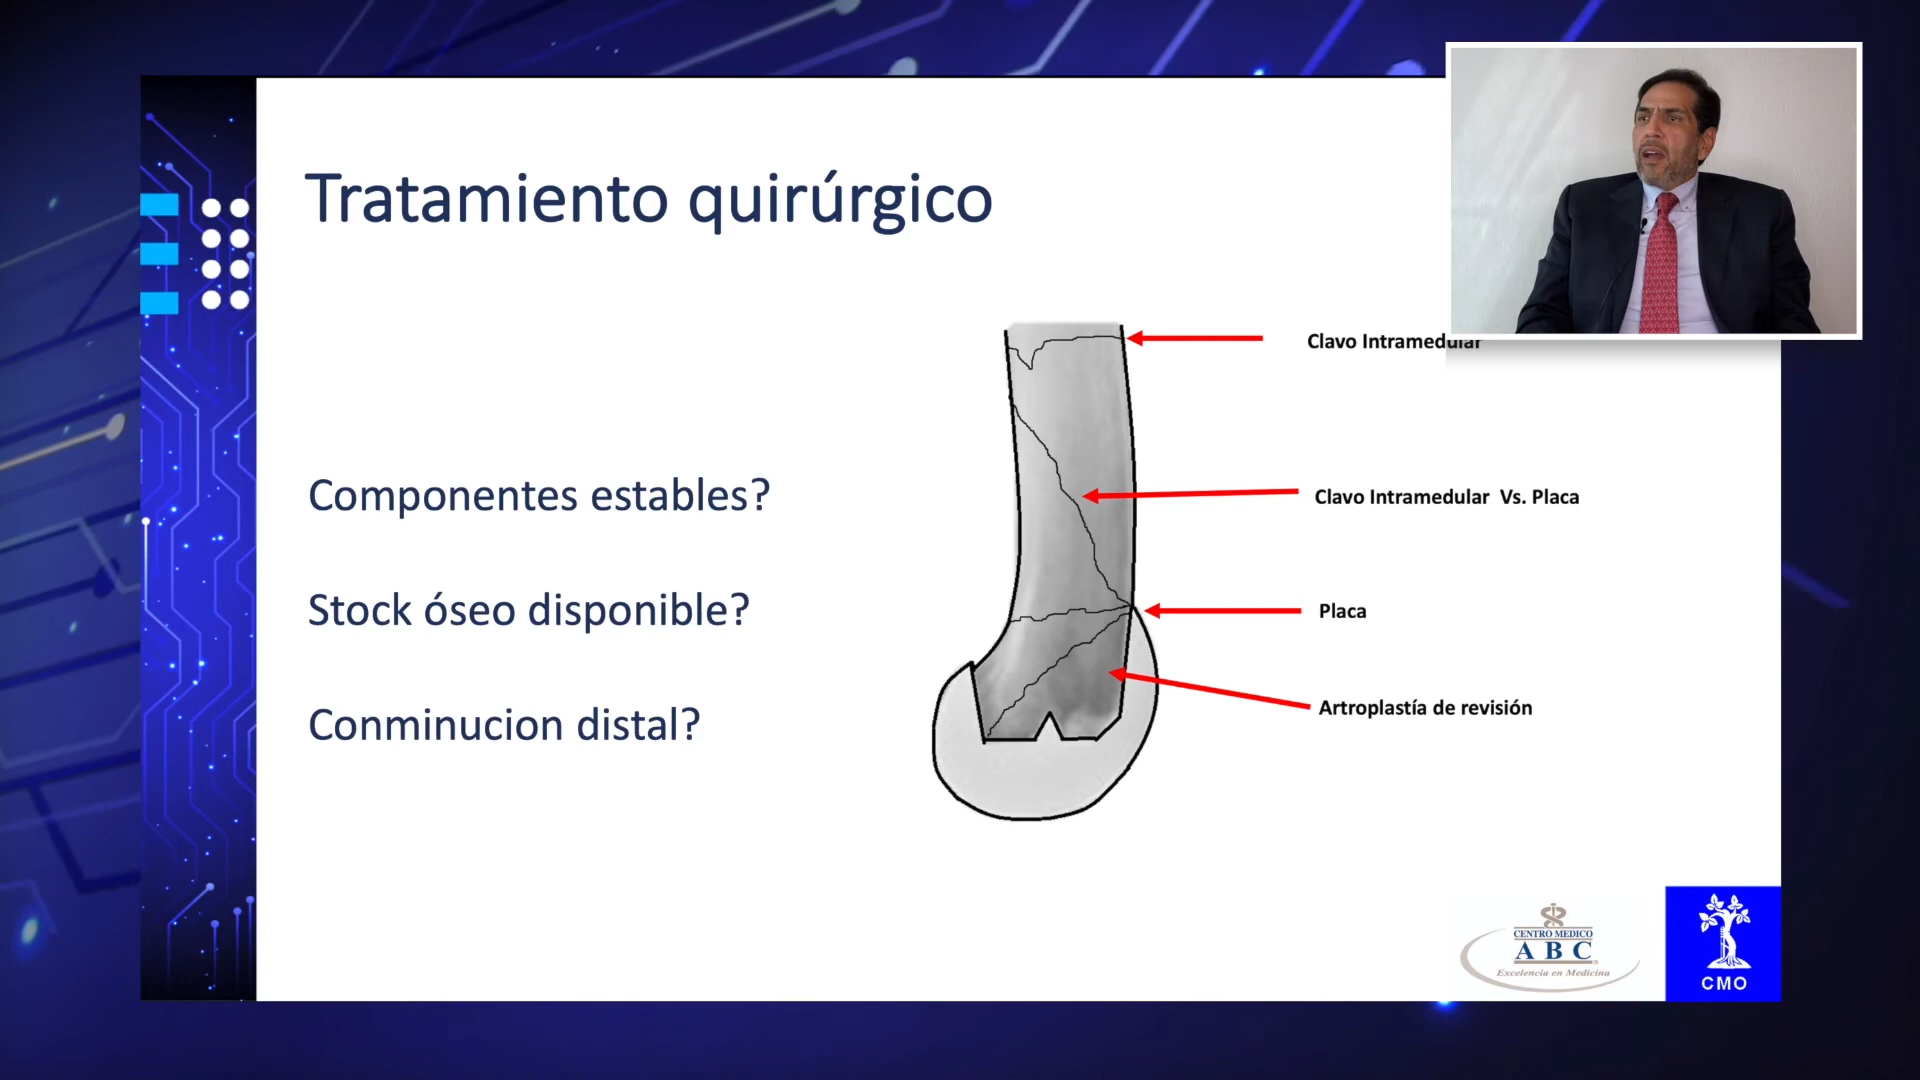 Tratamiento quirúrgico
Componentes estables?
Stock óseo disponible?
Conminucion distal?
Clavo Intramedular
Clavo Intramedular Vs. Placa
Placa
Artroplastía de revisión
CENTRO MEDICO
ABC
Excelencia en Medicina
CMO